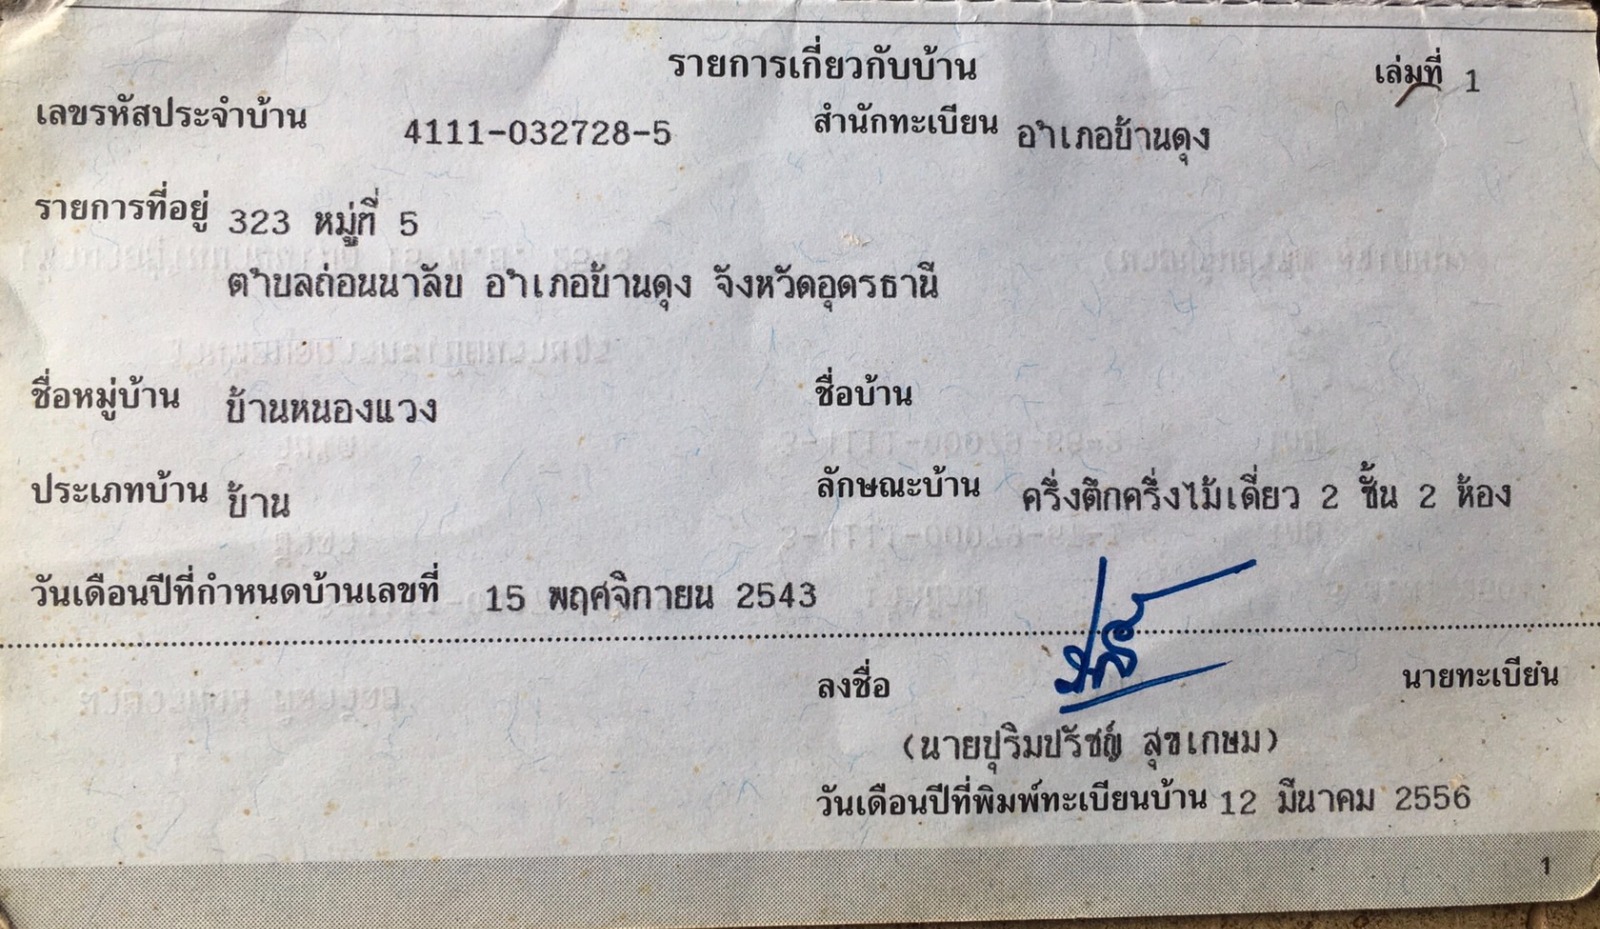 รายการเกี่ยวกับบ้าน เล่มที่ 1
เลขรหัสประจำบ้าน 4111-032728-5 สำนักทะเบียน อำเภอบ้านดุง
รายการที่อยู่ 323 หมู่ที่ 5
ตำบลถ่อนนาลับ อำเภอบ้านดุง จังหวัดอุดรธานี
ชื่อหมู่บ้าน บ้านหนองแวง ชื่อบ้าน
ประเภทบ้าน บ้าน ลักษณะบ้าน ครึ่งตึกครึ่งไม้เดี่ยว 2 ชั้น 2 ห้อง
วันเดือนปีที่กำหนดบ้านเลขที่ 15 พฤศจิกายน 2543
ลงชื่อ นายทะเบียน
(นายปุริมปรัชญ์ สุขเกษม)
วันเดือนปีที่พิมพ์ทะเบียนบ้าน 12 มีนาคม 2556
1